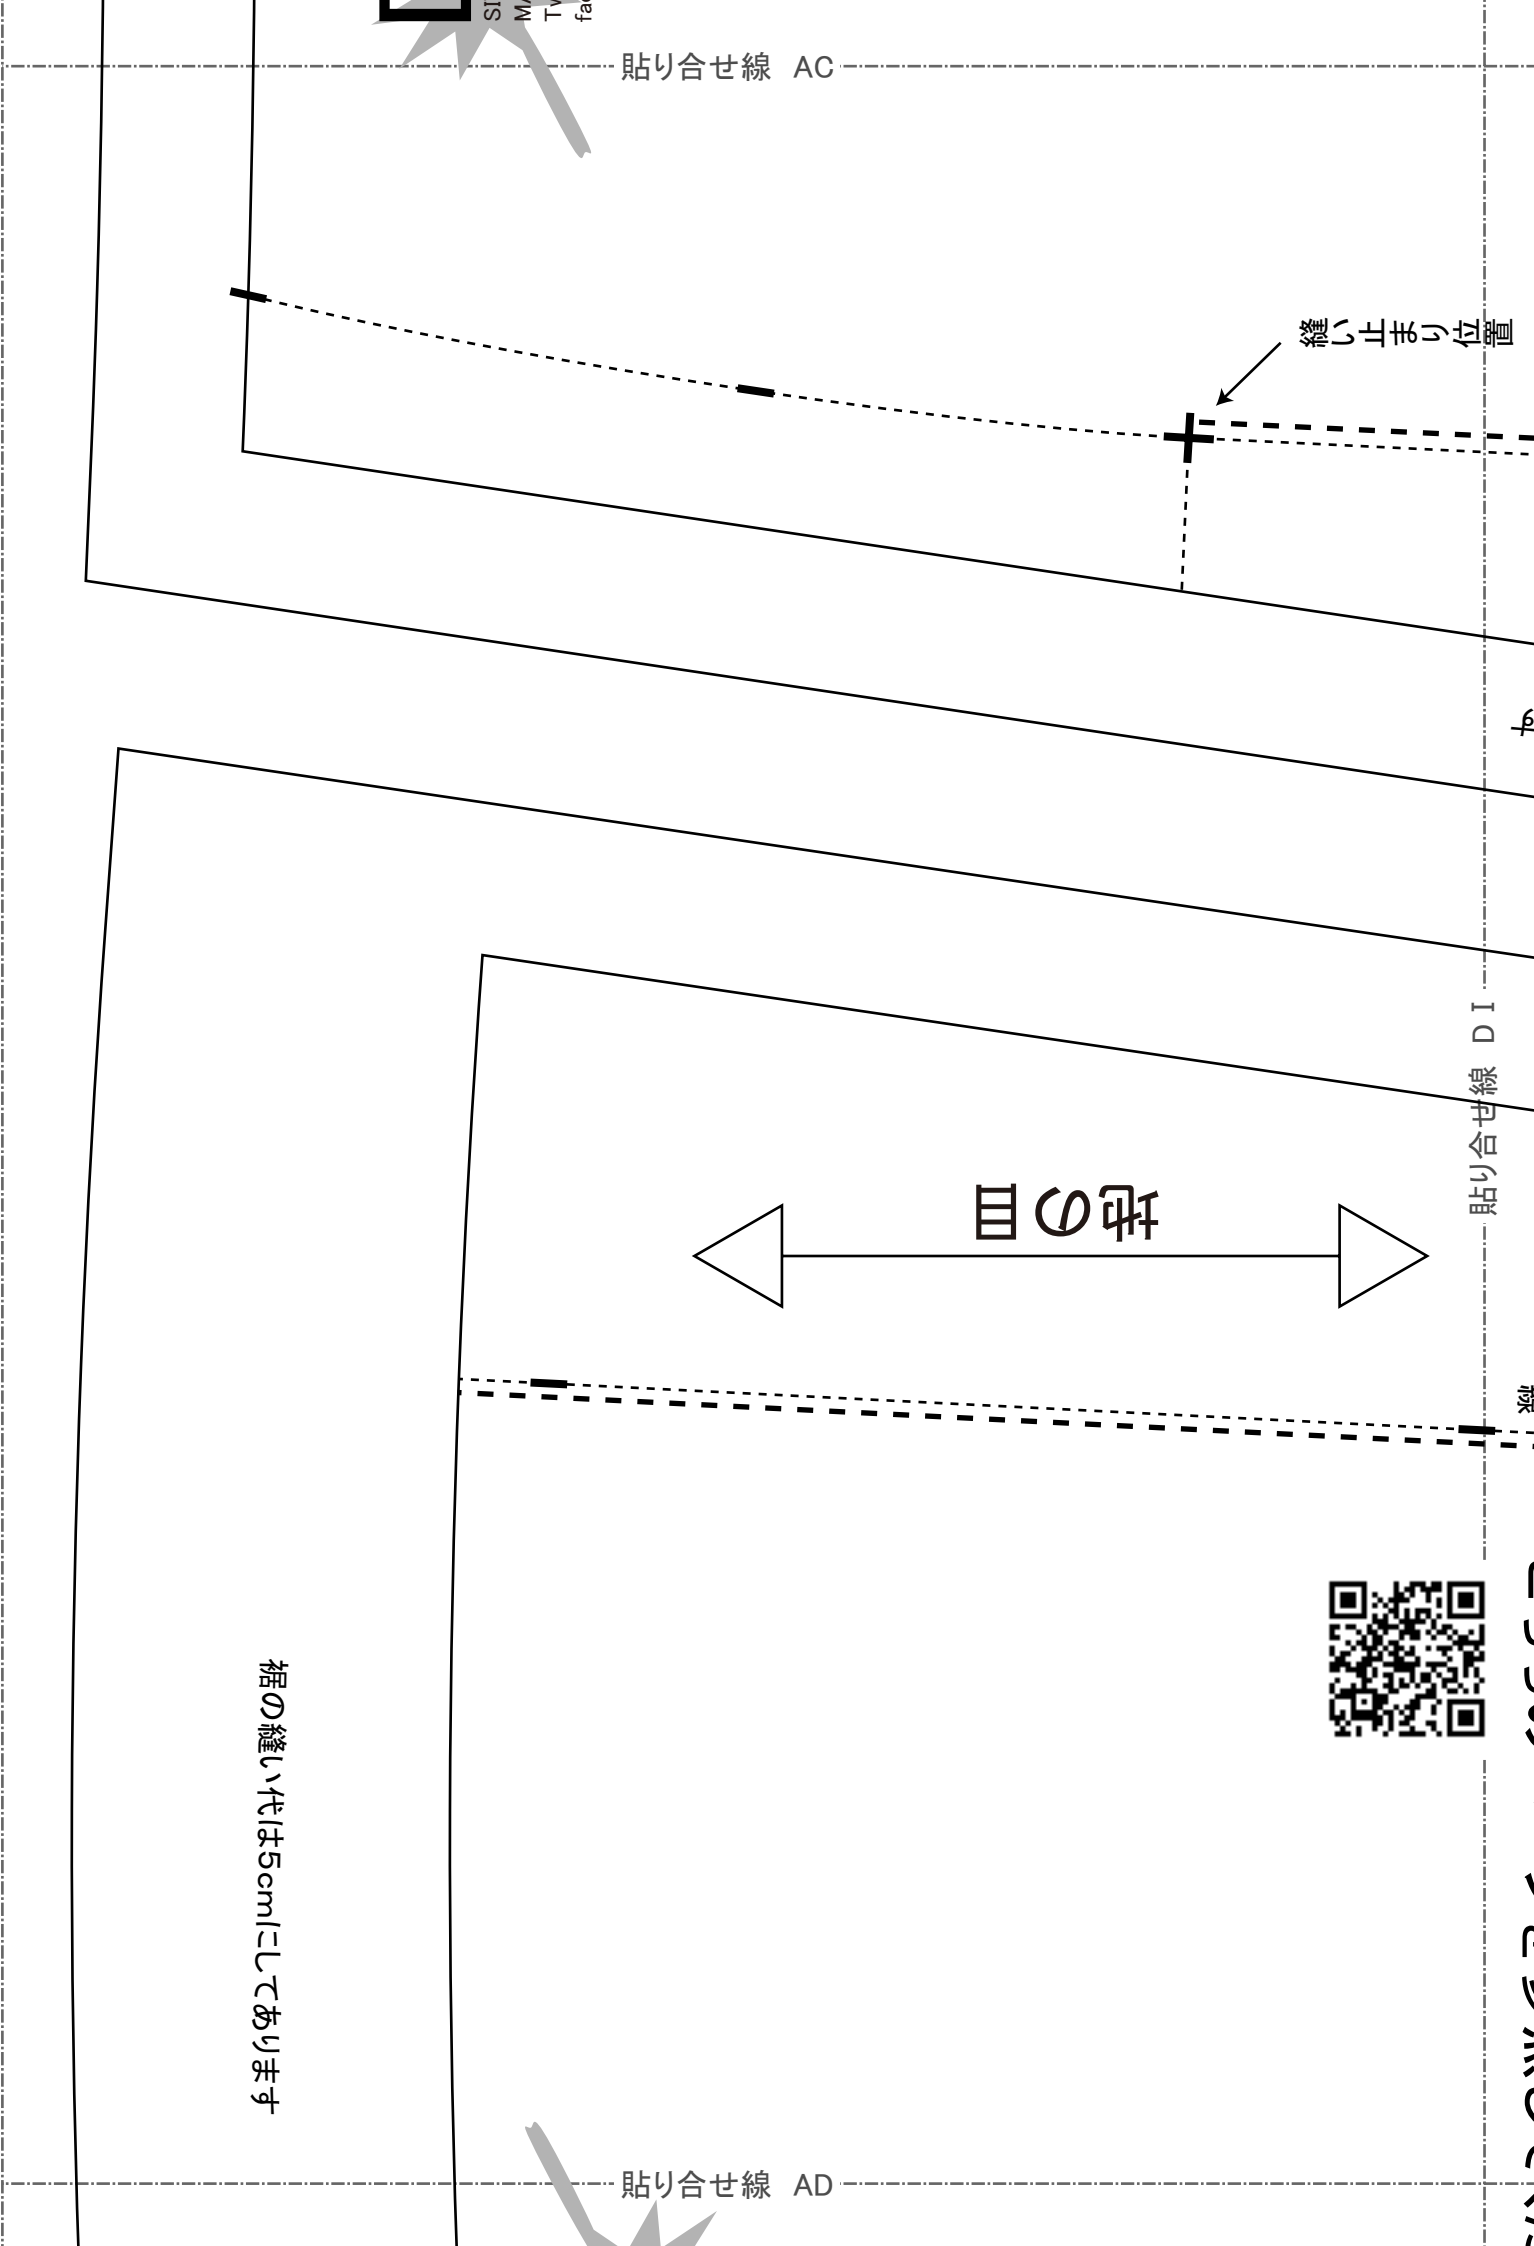 貼り合せ線 AC
縫い止まり位置
す
貼り合せ線 DI
地の目
裾の縫い代は5cmにしてあります
貼り合せ線 AD